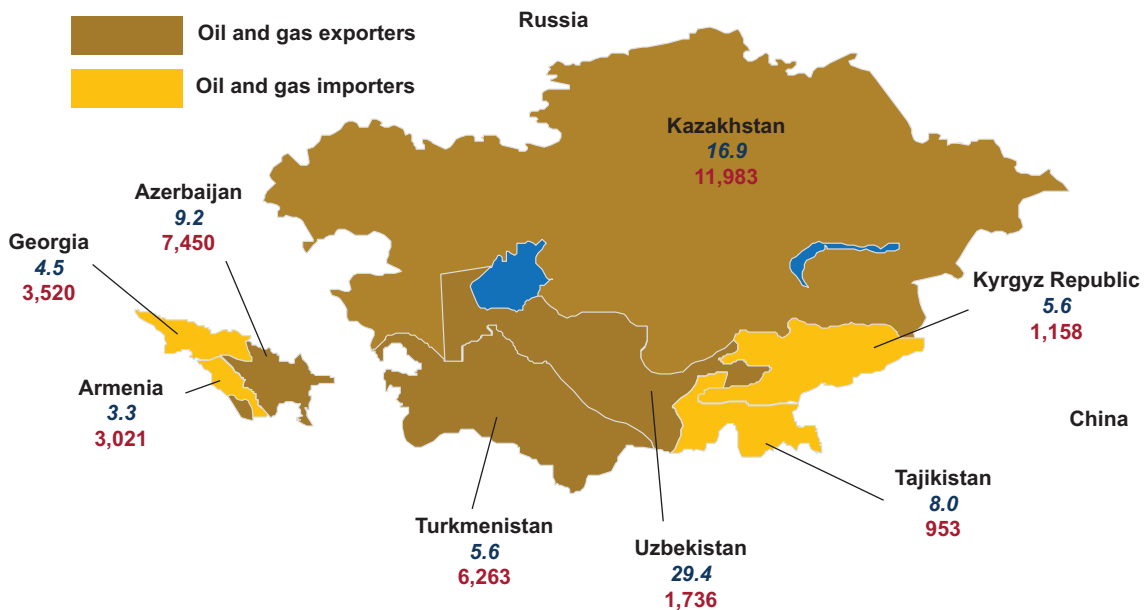 Russia
Oil and gas exporters
Oil and gas importers
Kazakhstan
16.9
11,983
Azerbaijan
9.2
7,450
Georgia
4.5
3,520
Kyrgyz Republic
5.6
1,158
Armenia
3.3
3,021
China
Tajikistan
8.0
953
Turkmenistan
5.6
6,263
Uzbekistan
29.4
1,736